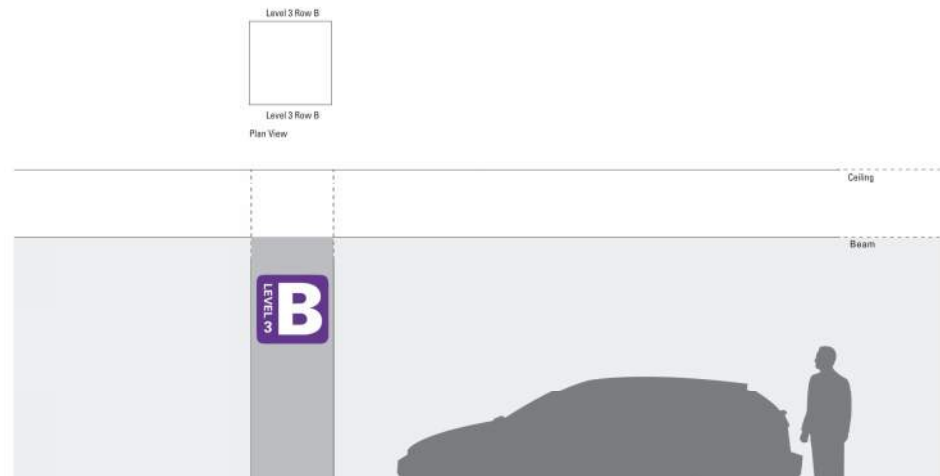 Level 3 Row B
Level 3 Row B
Plan View
Ceiling
Beam
LEVEL 3
B